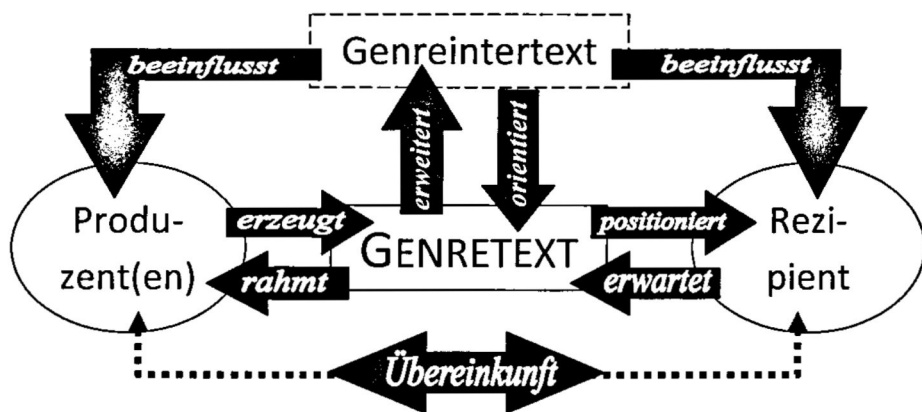 Genreintertext
beeinflusst
beeinflusst
erweitert
orientiert
Produ-
zent(en)
erzeugt
rahmt
GENRETEXT
positioniert
erwartet
Rezi-
pient
Übereinkunft